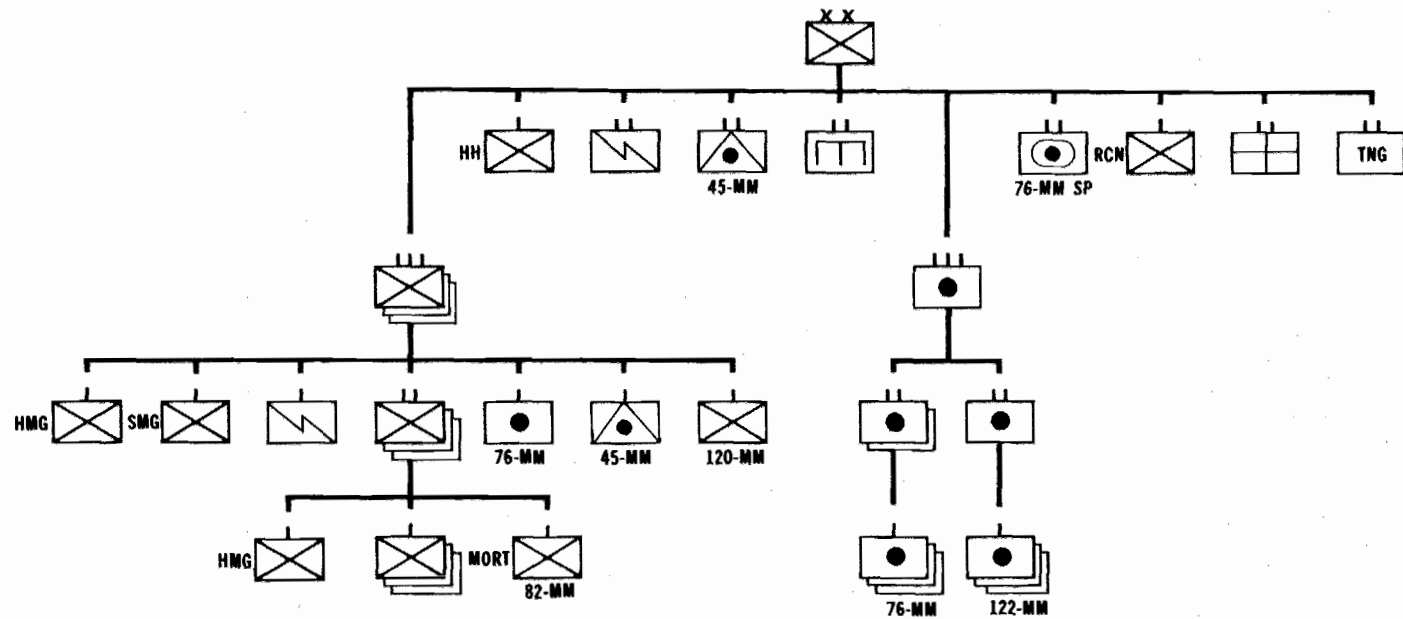 X X
HH
45-MM
76-MM SP
RCN
TNG
HMG
SMG
76-MM
45-MM
120-MM
HMG
MORT
82-MM
76-MM
122-MM